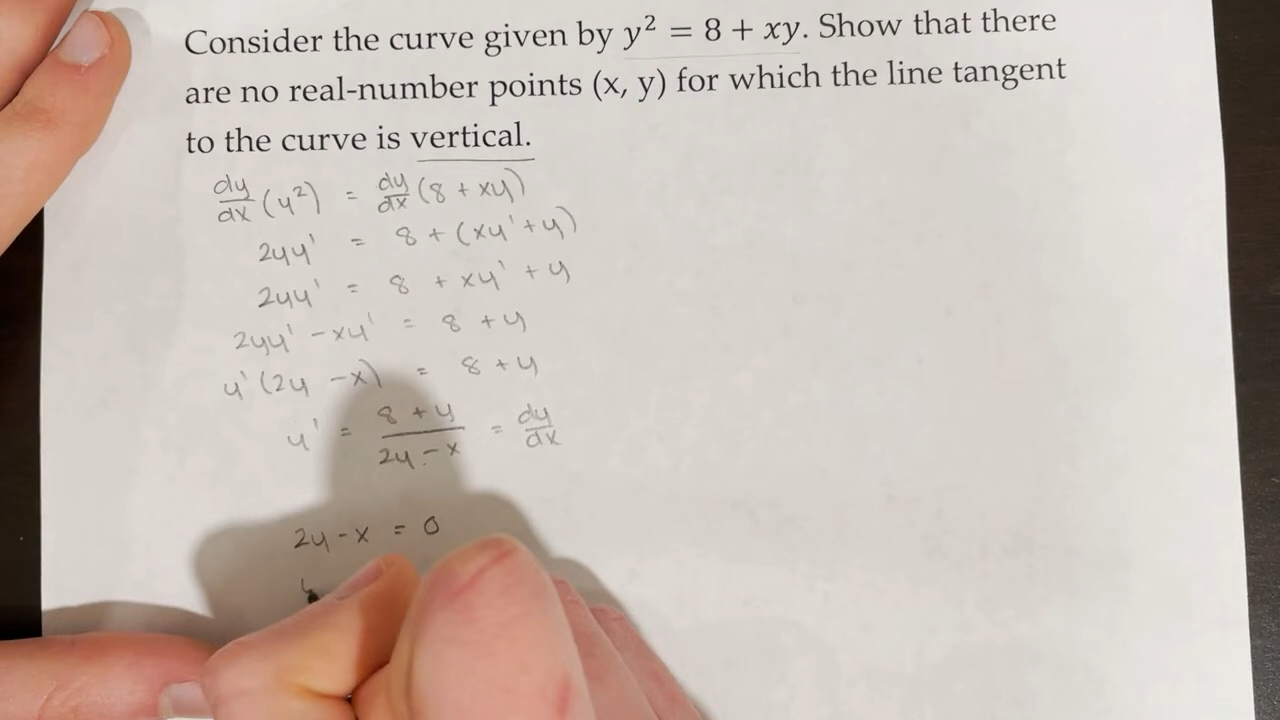 Consider the curve given by y² = 8 + xy. Show that there
are no real-number points (x, y) for which the line tangent
to the curve is vertical.
dy/dx (y²) = dy/dx (8 + xy)
2yy' = 8 + (xy' + y)
2yy' = 8 + xy' + y
2yy' - xy' = 8 + y
y' (2y - x) = 8 + y
y' = (8 + y)/(2y - x) = dy/dx
2y - x = 0